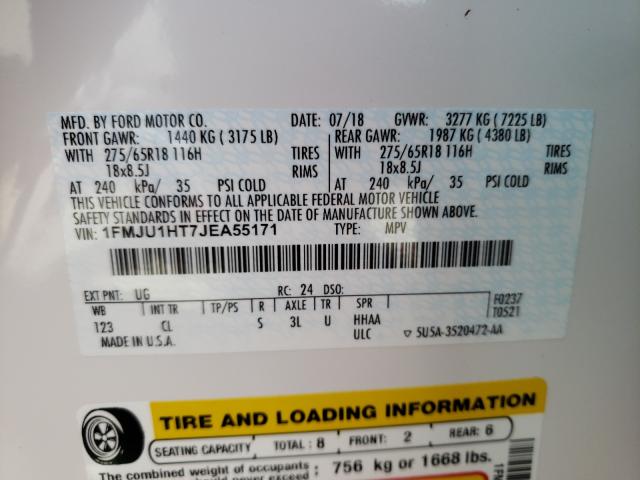 MFD. BY FORD MOTOR CO. DATE: 07/18 GVWR: 3277 KG (7225 LB)
FRONT GAWR: 1440 KG (3175 LB) REAR GAWR: 1987 KG (4380 LB)
WITH 275/65R18 116H TIRES WITH 275/65R18 116H TIRES
18x8.5J RIMS 18x8.5J RIMS
AT 240 kPa/ 35 PSI COLD AT 240 kPa/ 35 PSI COLD
THIS VEHICLE CONFORMS TO ALL APPLICABLE FEDERAL MOTOR VEHICLE
SAFETY STANDARDS IN EFFECT ON THE DATE OF MANUFACTURE SHOWN ABOVE.
VIN: 1FMJU1HT7JEA55171 TYPE: MPV
EXT PNT: UG RC: 24 DSO: F0237
WB INT TR TP/PS R AXLE TR SPR T0521
123 CL S 3L U HHAA
ULC 5USA-3520472-AA
MADE IN U.S.A.
TIRE AND LOADING INFORMATION
SEATING CAPACITY TOTAL: 8 FRONT: 2 REAR: 6
The combined weight of occupants 756 kg or 1668 lbs.